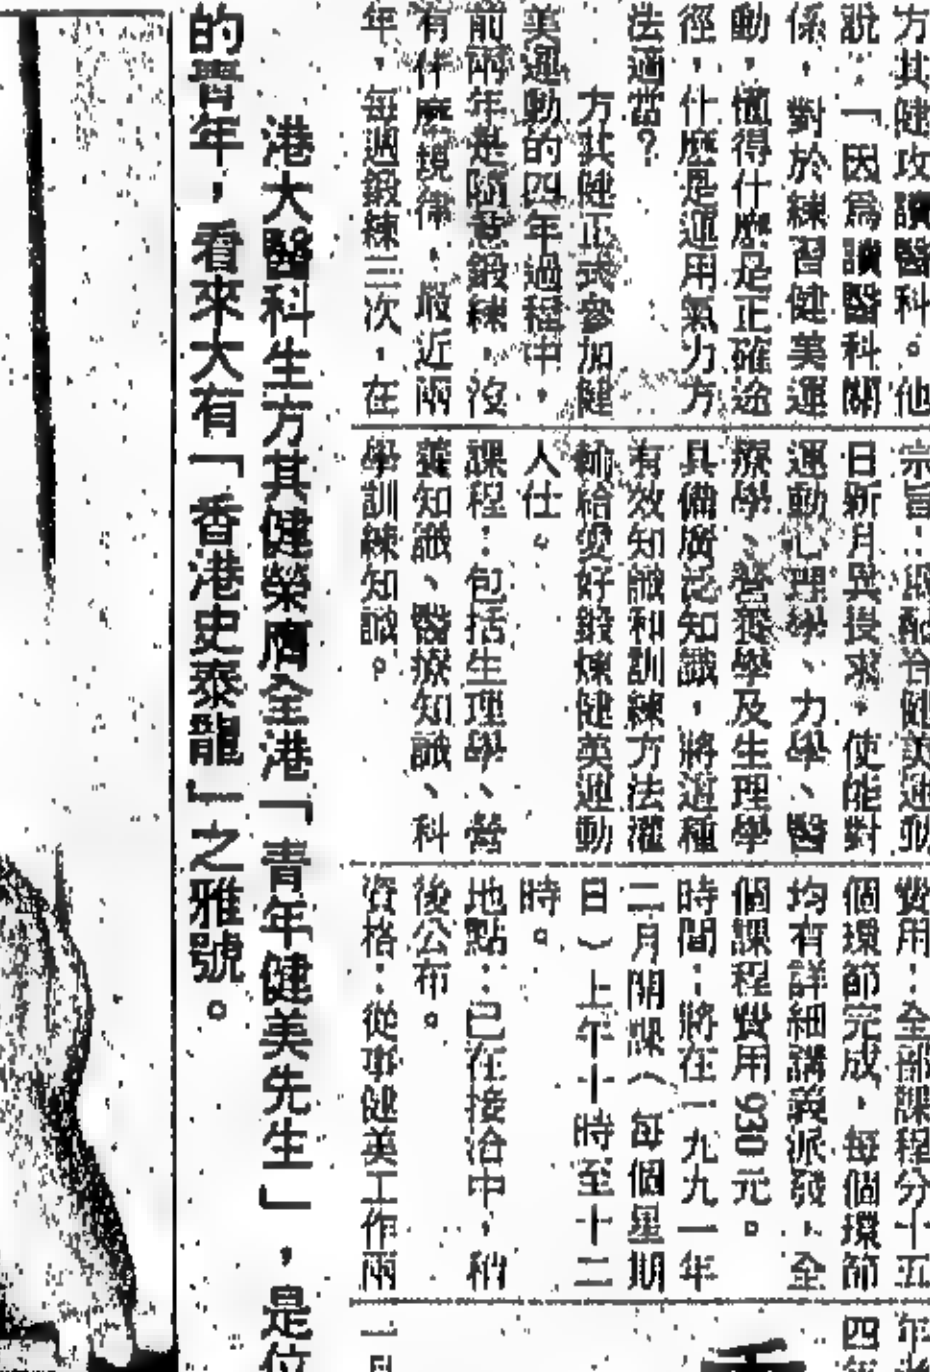 方其健攻讀醫科。他
說：「因爲讀醫科關
係，對於練習健美運
動，懂得什麼是正確途
徑，什麼是運用氣力方
法適當？
方其健正式參加健
美運動的四年過程中，
前兩年是隨意鍛練，沒
有什麼規律，最近兩
年，每週鍛練三次，在
宗旨：爲配合健美運動
日新月異要求，使能對
運動心理學、力學、醫
療學、營養學及生理學
具備廣泛知識，將這種
有效知識和訓練方法灌
輸給愛好鍛煉健美運動
人仕。
課程：包括生理學、營
養知識、醫療知識、科
學訓練知識。
費用：全部課程分十五
個環節完成，每個環節
均有詳細講義派發，全
個課程費用930元。
時間：將在一九九一年
二月開課（每個星期
日）上午十時至十二
時。
地點：已在接洽中，稍
後公布。
資格：從事健美工作兩
港大醫科生方其健榮膺全港「青年健美先生」，是位
的青年，看來大有「香港史泰龍」之雅號。